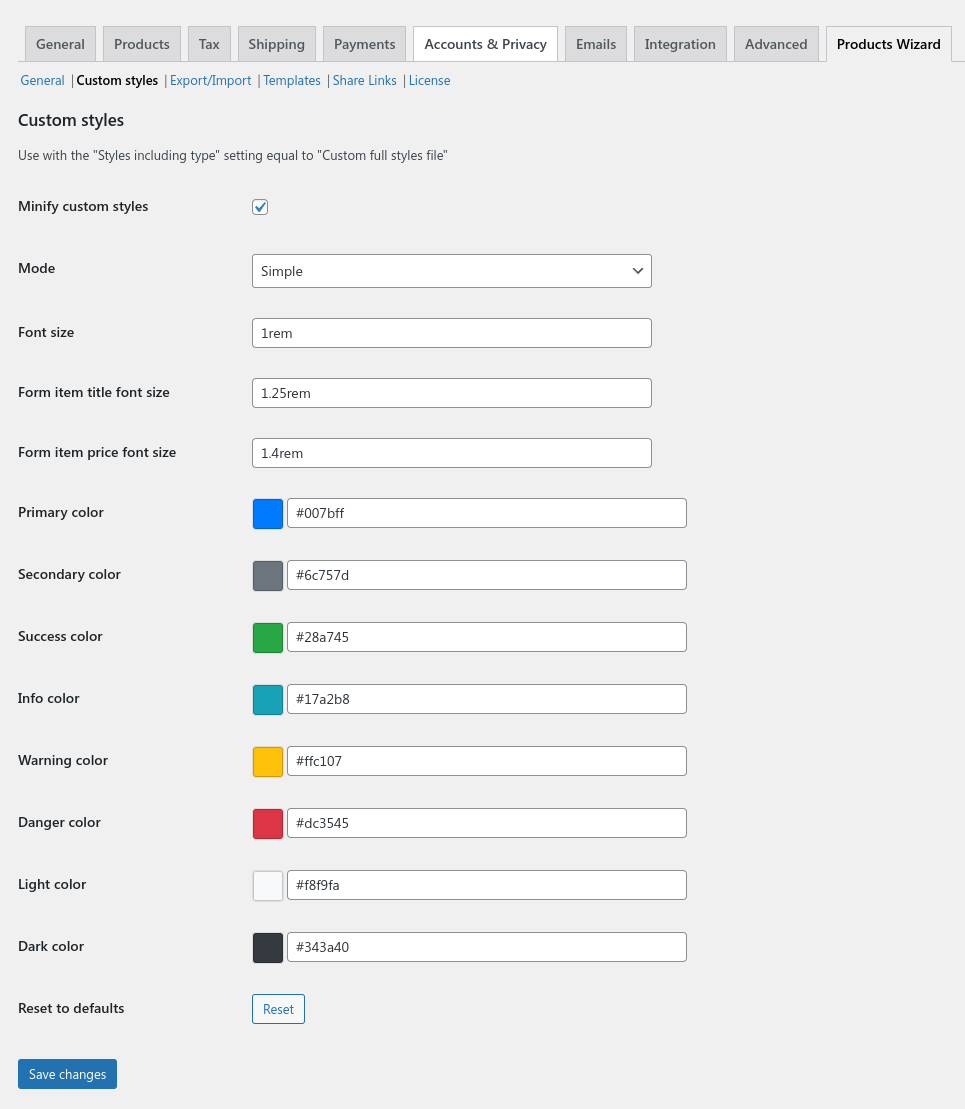 General Products Tax Shipping Payments Accounts & Privacy Emails Integration Advanced Products Wizard
General | Custom styles | Export/Import | Templates | Share Links | License
Custom styles
Use with the "Styles including type" setting equal to "Custom full styles file"
Minify custom styles
Mode Simple
Font size 1rem
Form item title font size 1.25rem
Form item price font size 1.4rem
Primary color #007bff
Secondary color #6c757d
Success color #28a745
Info color #17a2b8
Warning color #ffc107
Danger color #dc3545
Light color #f8f9fa
Dark color #343a40
Reset to defaults Reset
Save changes